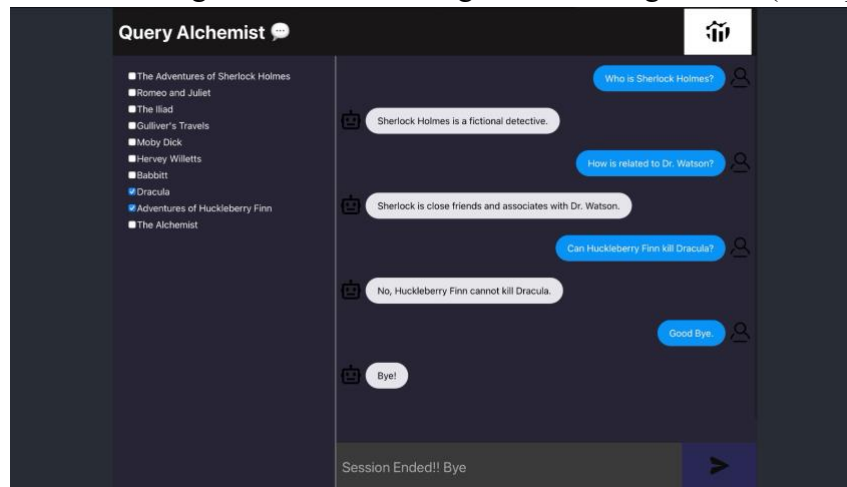 Query Alchemist 💬
The Adventures of Sherlock Holmes
Romeo and Juliet
The Iliad
Gulliver's Travels
Moby Dick
Hervey Willetts
Babbitt
Dracula
Adventures of Huckleberry Finn
The Alchemist
Who is Sherlock Holmes?
Sherlock Holmes is a fictional detective.
How is related to Dr. Watson?
Sherlock is close friends and associates with Dr. Watson.
Can Huckleberry Finn kill Dracula?
No, Huckleberry Finn cannot kill Dracula.
Good Bye.
Bye!
Session Ended!! Bye